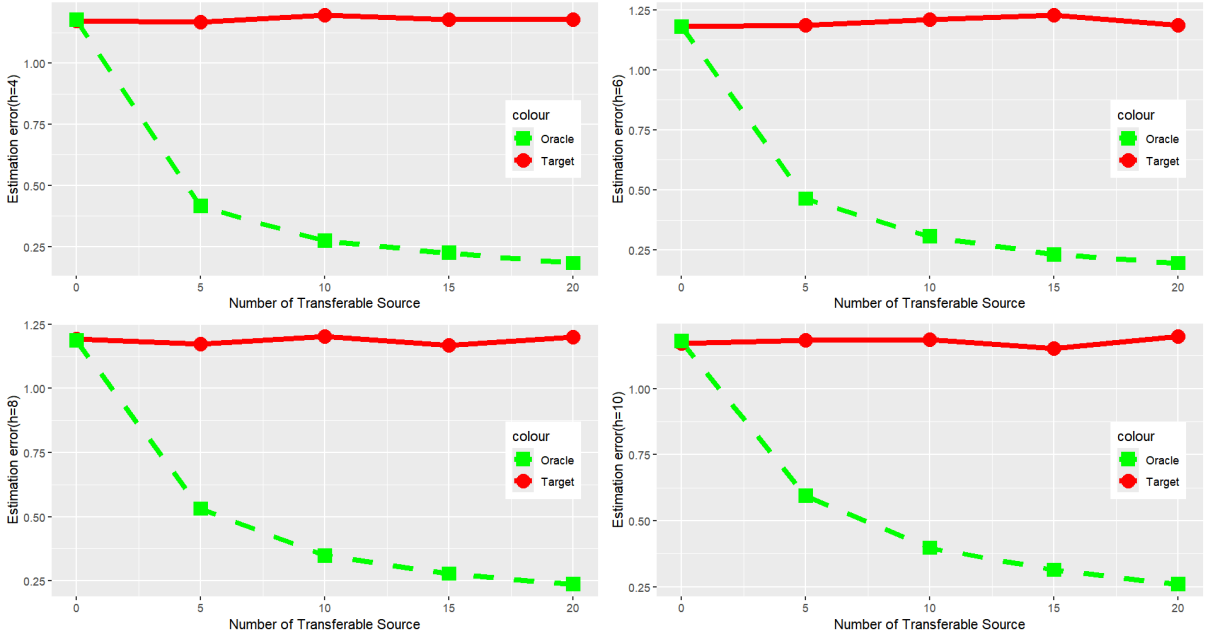 Estimation error(h=4)
1.00
0.75
0.50
0.25
0 5 10 15 20
Number of Transferable Source
colour
Oracle
Target
Estimation error(h=6)
1.25
1.00
0.75
0.50
0.25
0 5 10 15 20
Number of Transferable Source
colour
Oracle
Target
Estimation error(h=8)
1.25
1.00
0.75
0.50
0.25
0 5 10 15 20
Number of Transferable Source
colour
Oracle
Target
Estimation error(h=10)
1.00
0.75
0.50
0.25
0 5 10 15 20
Number of Transferable Source
colour
Oracle
Target